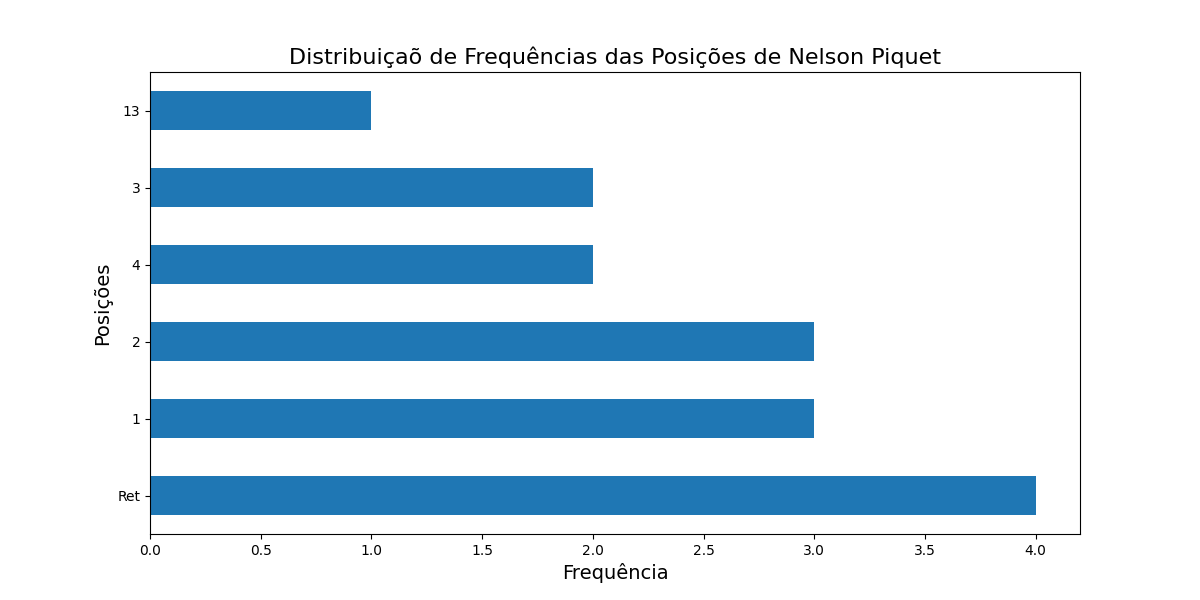 Distribuiçaõ de Frequências das Posições de Nelson Piquet
13
3
4
2
1
Ret
Posições
0.0 0.5 1.0 1.5 2.0 2.5 3.0 3.5 4.0
Frequência